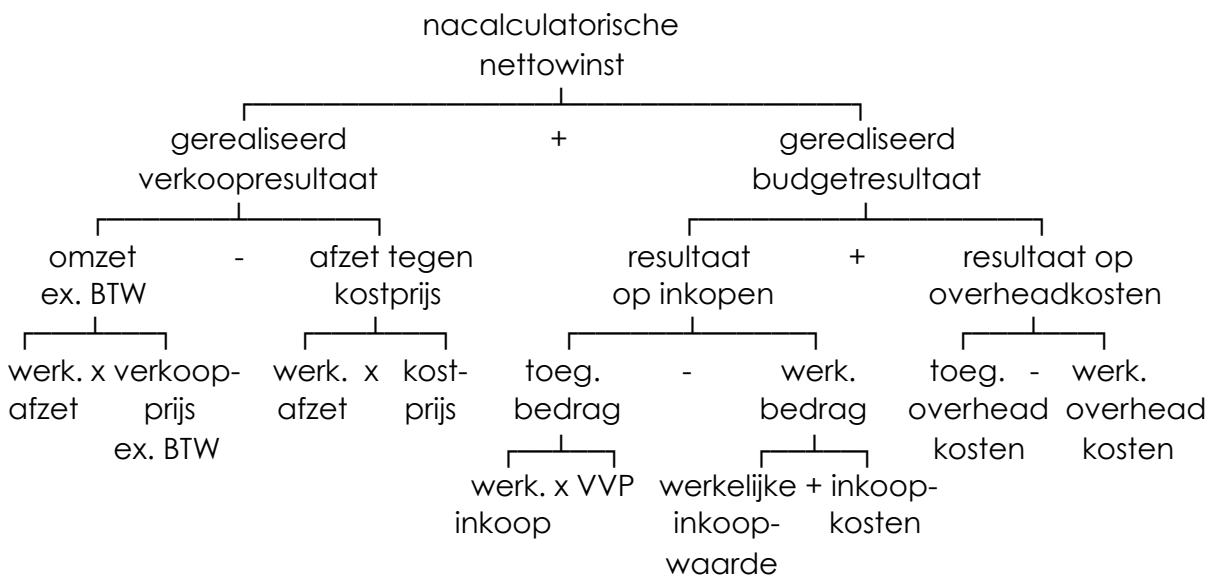 nacalculatorische
nettowinst
gerealiseerd + gerealiseerd
verkoopresultaat budgetresultaat
omzet - afzet tegen resultaat + resultaat op
ex. BTW kostprijs op inkopen overheadkosten
werk. x verkoop- werk. x kost- toeg. - werk. toeg. - werk.
afzet prijs afzet prijs bedrag bedrag overhead overhead
ex. BTW kosten kosten
werk. x VVP werkelijke + inkoop-
inkoop inkoop- kosten
waarde